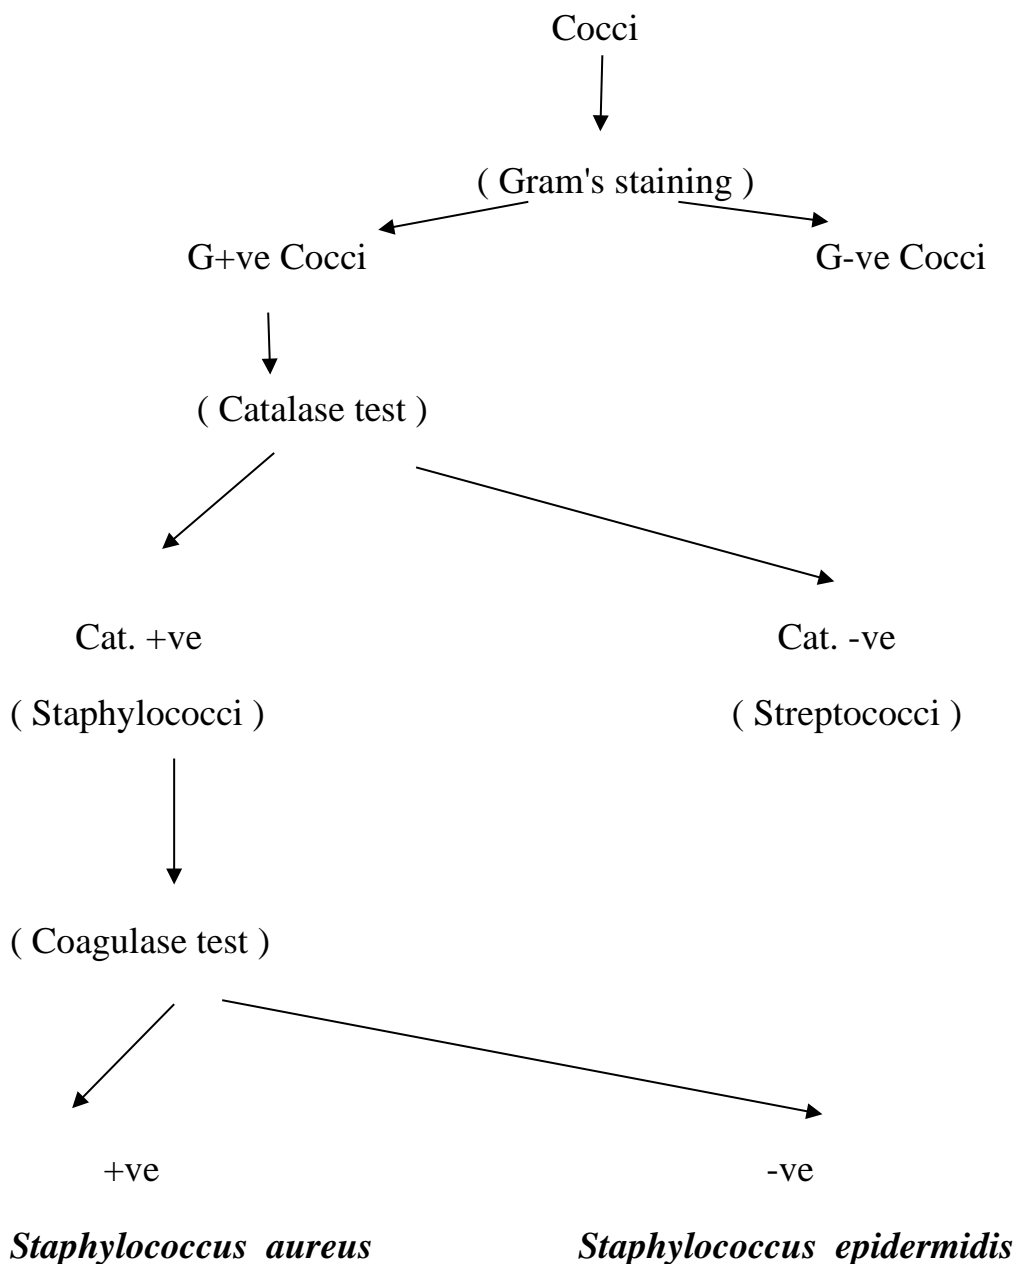 Cocci
( Gram's staining )
G+ve Cocci G-ve Cocci
( Catalase test )
Cat. +ve Cat. -ve
( Staphylococci ) ( Streptococci )
( Coagulase test )
+ve -ve
Staphylococcus aureus Staphylococcus epidermidis